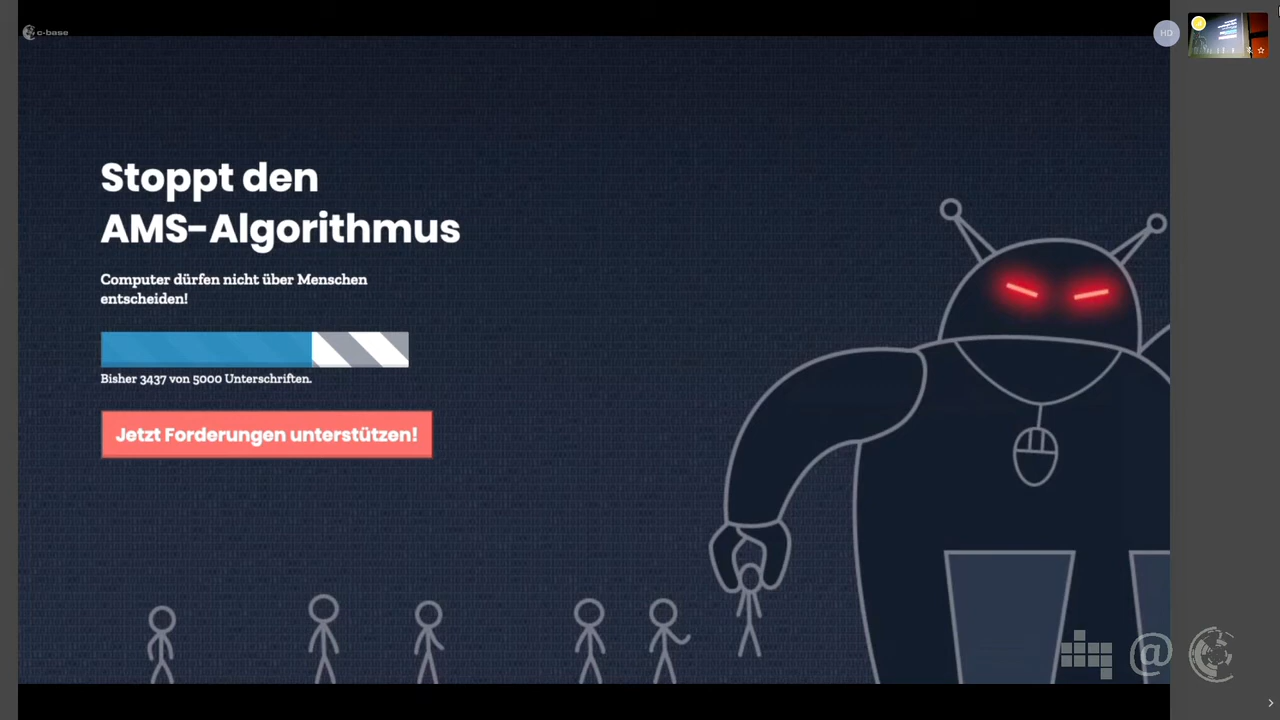 c-base
HD
Stoppt den
AMS-Algorithmus
Computer dürfen nicht über Menschen
entscheiden!
Bisher 3437 von 5000 Unterschriften.
Jetzt Forderungen unterstützen!
@